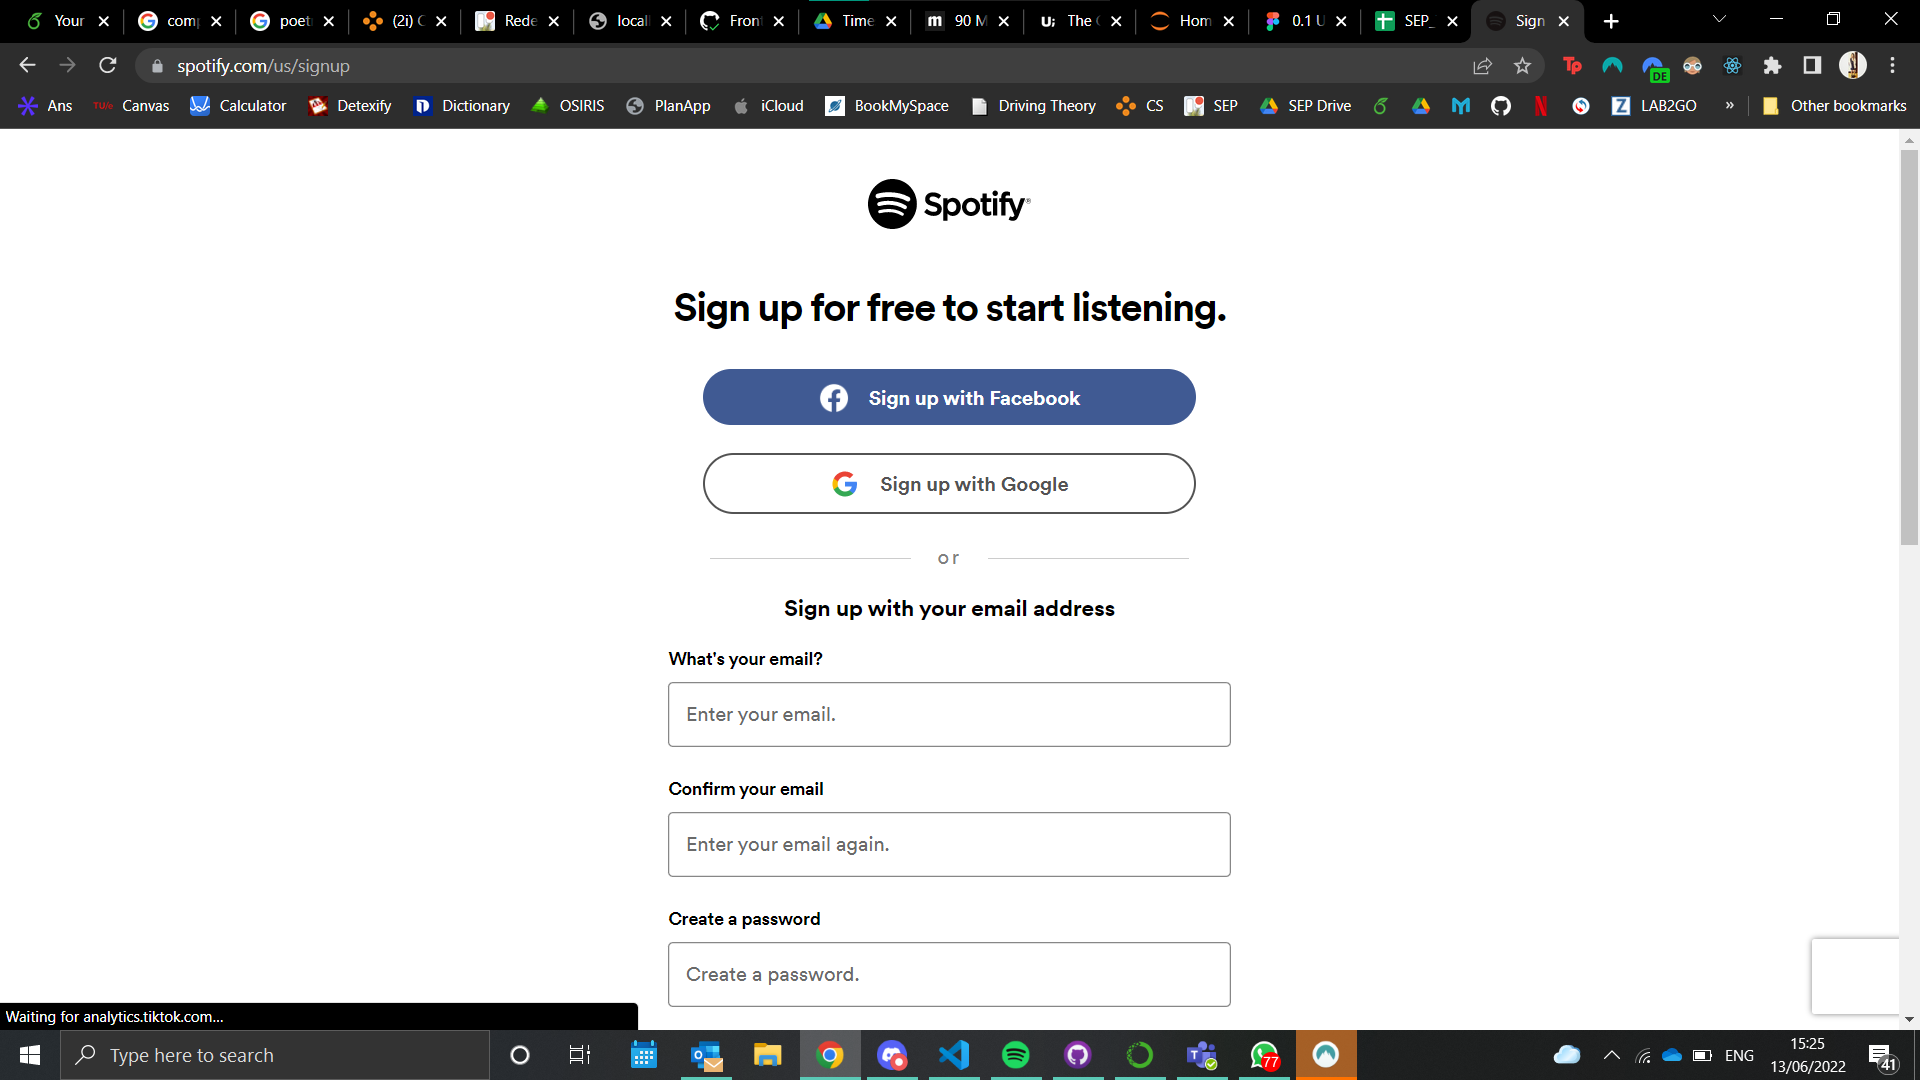 Your
com
poet
(2i) C
Rede
local
Front
Time
90 M
The
Hom
0.1 U
SEP_
Sign
spotify.com/us/signup
DE
Ans
TU/e Canvas
Calculator
Detexify
Dictionary
OSIRIS
PlanApp
iCloud
BookMySpace
Driving Theory
CS
SEP
SEP Drive
LAB2GO
»
Other bookmarks
Spotify®
Sign up for free to start listening.
Sign up with Facebook
Sign up with Google
or
Sign up with your email address
What's your email?
Enter your email.
Confirm your email
Enter your email again.
Create a password
Create a password.
Waiting for analytics.tiktok.com...
Type here to search
77
ENG
15:25
13/06/2022
41